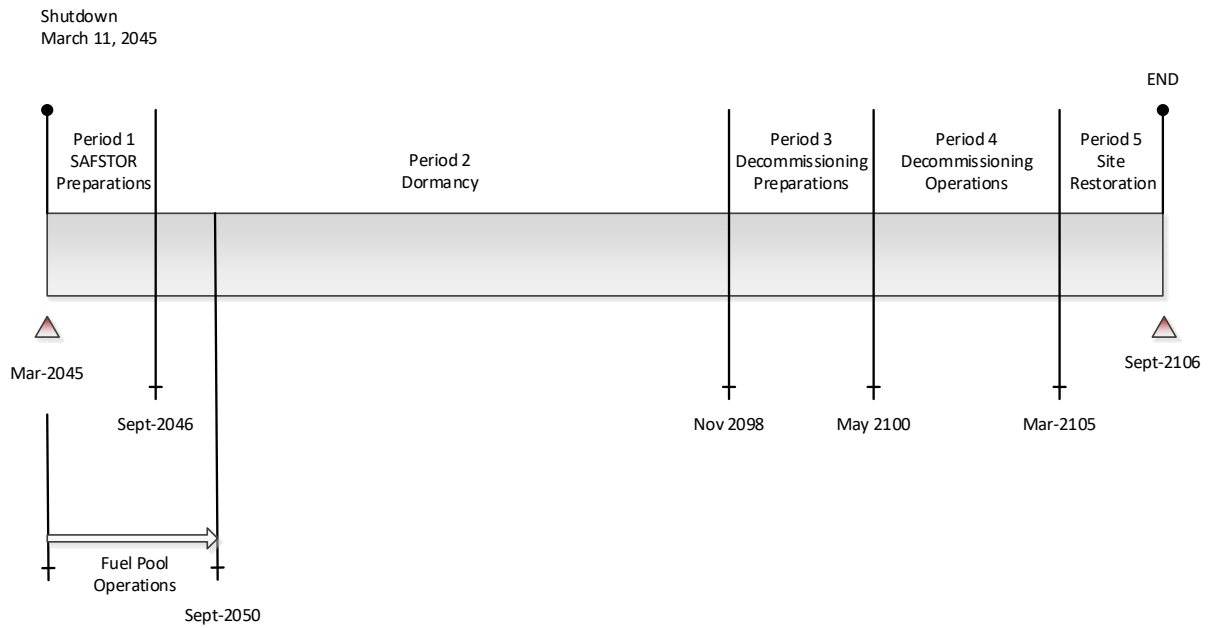 Shutdown
March 11, 2045
END
Period 1
SAFSTOR
Preparations
Period 2
Dormancy
Period 3
Decommissioning
Preparations
Period 4
Decommissioning
Operations
Period 5
Site
Restoration
Mar-2045
Sept-2106
Sept-2046
Nov 2098
May 2100
Mar-2105
Fuel Pool
Operations
Sept-2050